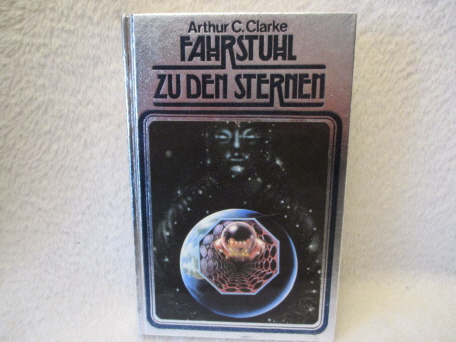 Arthur C. Clarke
FAHRSTUHL
ZU DEN STERNEN